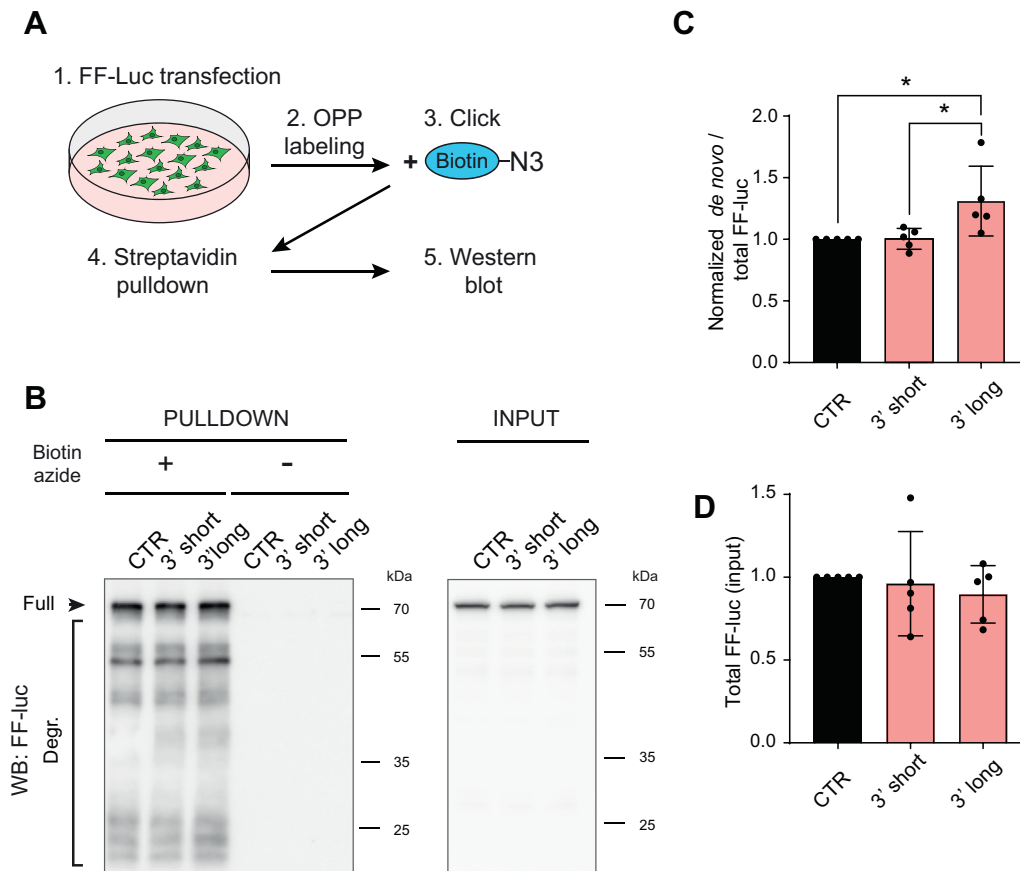 A
1. FF-Luc transfection
2. OPP
labeling
3. Click
+
Biotin
N3
4. Streptavidin
pulldown
5. Western
blot
B
PULLDOWN
INPUT
Biotin
azide
+
-
CTR
3' short
3'long
CTR
3' short
3' long
CTR
3' short
3' long
kDa
kDa
Full
70
55
35
25
70
55
35
25
WB: FF-luc
Degr.
C
*
*
Normalized de novo /
total FF-luc
2.0
1.5
1.0
0.5
0.0
CTR
3' short
3' long
D
Total FF-luc (input)
1.5
1.0
0.5
0.0
CTR
3' short
3' long